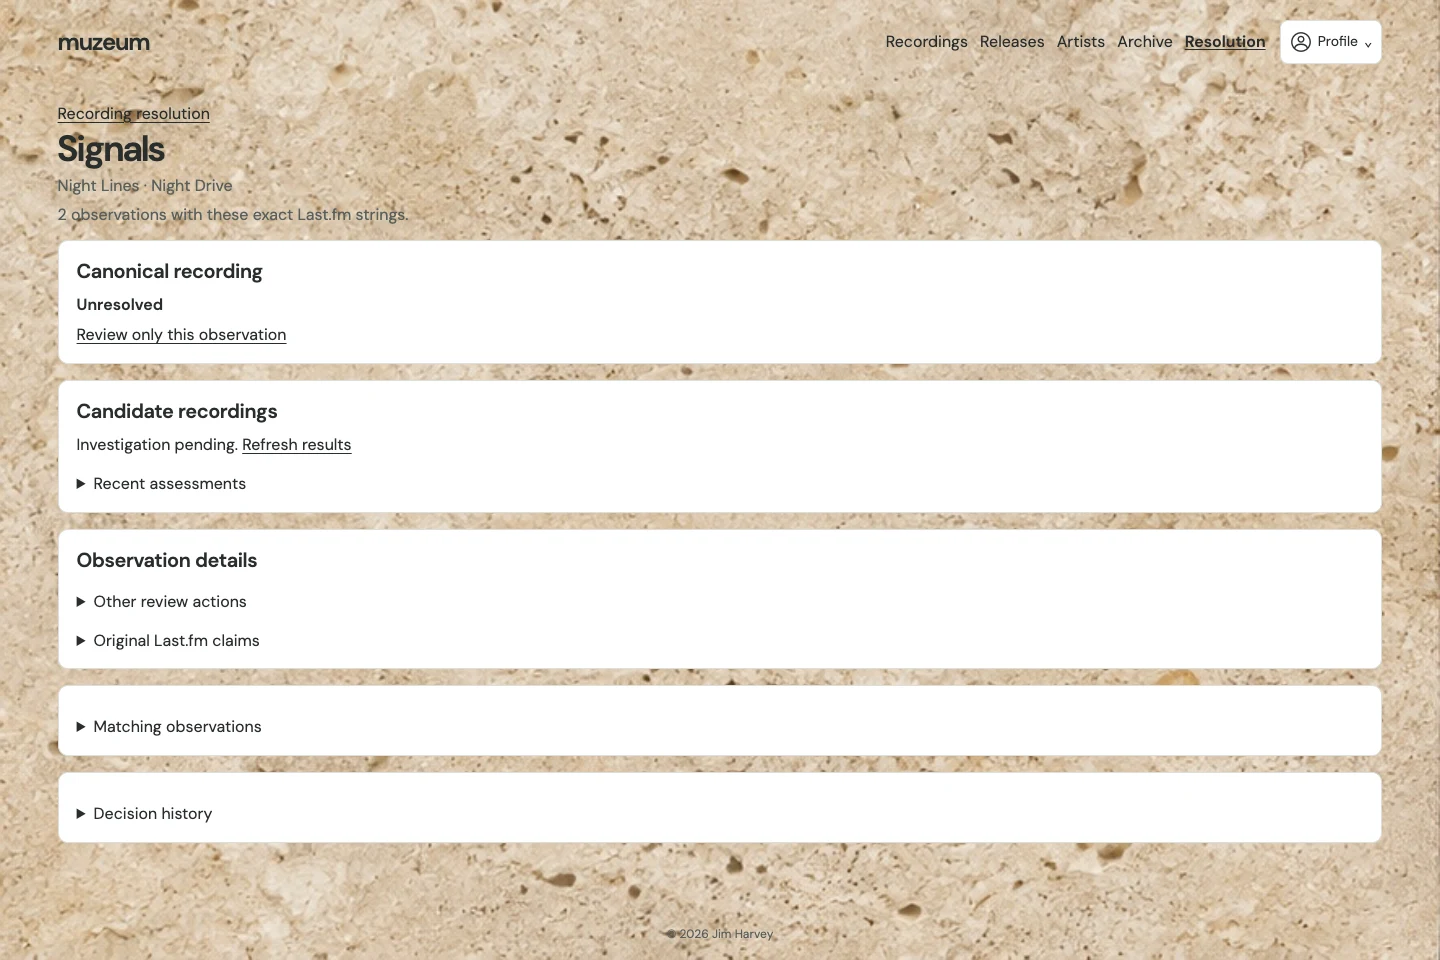 muzeum
Recordings Releases Artists Archive Resolution Profile
Recording resolution
Signals
Night Lines · Night Drive
2 observations with these exact Last.fm strings.
Canonical recording
Unresolved
Review only this observation
Candidate recordings
Investigation pending. Refresh results
Recent assessments
Observation details
Other review actions
Original Last.fm claims
Matching observations
Decision history
© 2026 Jim Harvey